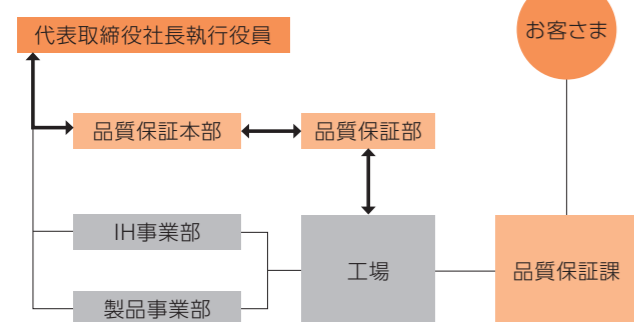 お客さま
代表取締役社長執行役員
品質保証本部
品質保証部
IH事業部
工場
品質保証課
製品事業部